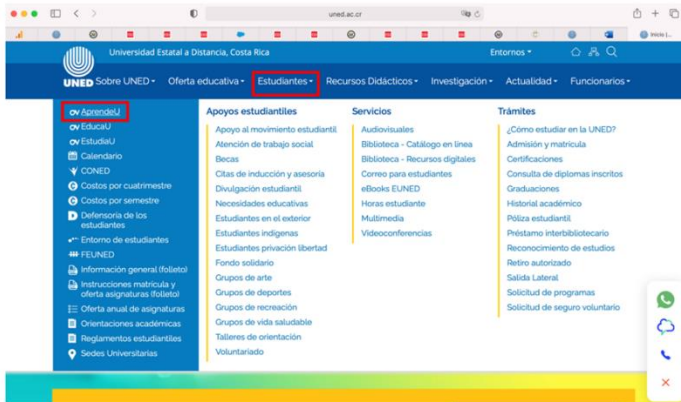 uned.ac.cr
Inicio |...
Universidad Estatal a Distancia, Costa Rica
Entornos
UNED
Sobre UNED
Oferta educativa
Estudiantes
Recursos Didácticos
Investigación
Actualidad
Funcionarios
AprendeU
EducaU
EstudiaU
Calendario
CONED
Costos por cuatrimestre
Costos por semestre
Defensoría de los
estudiantes
Entorno de estudiantes
FEUNED
Información general (folleto)
Instrucciones matrícula y
oferta asignaturas (folleto)
Oferta anual de asignaturas
Orientaciones académicas
Reglamentos estudiantiles
Sedes Universitarias
Apoyos estudiantiles
Apoyo al movimiento estudiantil
Atención de trabajo social
Becas
Citas de inducción y asesoría
Divulgación estudiantil
Necesidades educativas
Estudiantes en el exterior
Estudiantes indígenas
Estudiantes privación libertad
Fondo solidario
Grupos de arte
Grupos de deportes
Grupos de recreación
Grupos de vida saludable
Talleres de orientación
Voluntariado
Servicios
Audiovisuales
Biblioteca - Catálogo en línea
Biblioteca - Recursos digitales
Correo para estudiantes
eBooks EUNED
Horas estudiante
Multimedia
Videoconferencias
Trámites
¿Cómo estudiar en la UNED?
Admisión y matrícula
Certificaciones
Consulta de diplomas inscritos
Graduaciones
Historial académico
Póliza estudiantil
Préstamo interbibliotecario
Reconocimiento de estudios
Retiro autorizado
Salida Lateral
Solicitud de programas
Solicitud de seguro voluntario